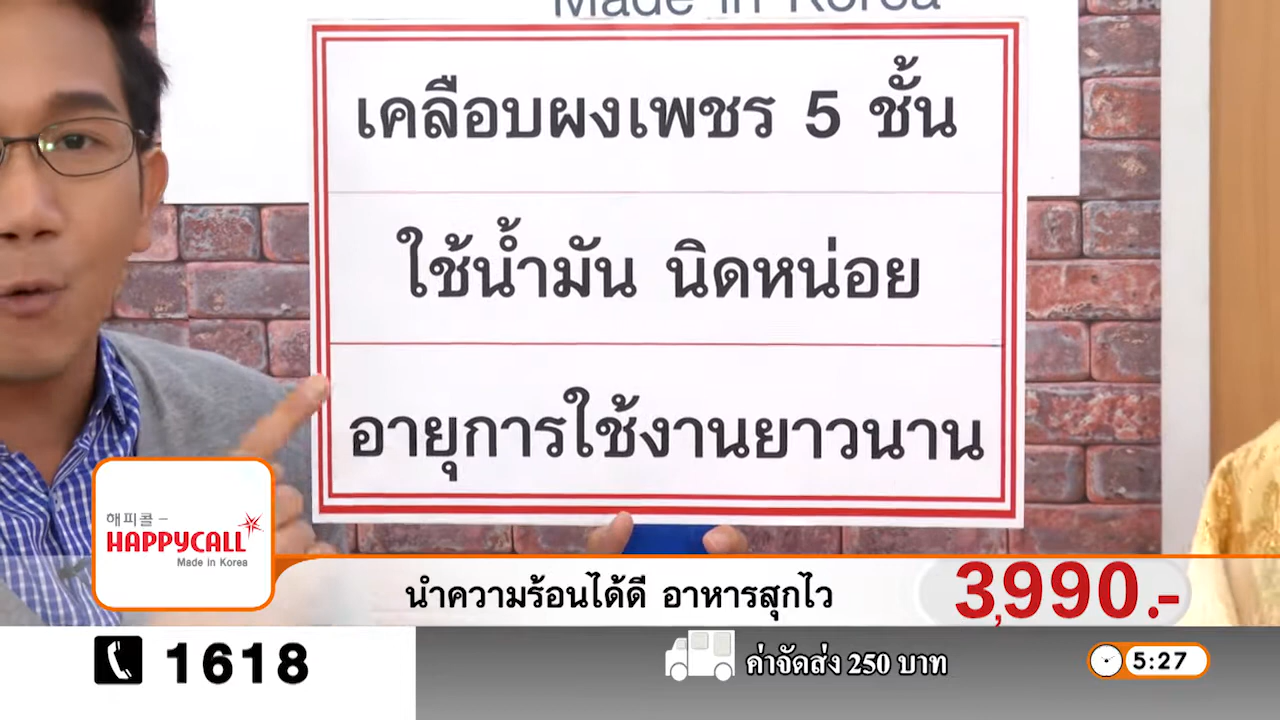 Made in Korea
เคลือบผงเพชร 5 ชั้น
ใช้น้ำมัน นิดหน่อย
อายุการใช้งานยาวนาน
해피콜
HAPPYCALL
Made in Korea
นำความร้อนได้ดี อาหารสุกไว
3,990.-
1618
ค่าจัดส่ง 250 บาท
5:27